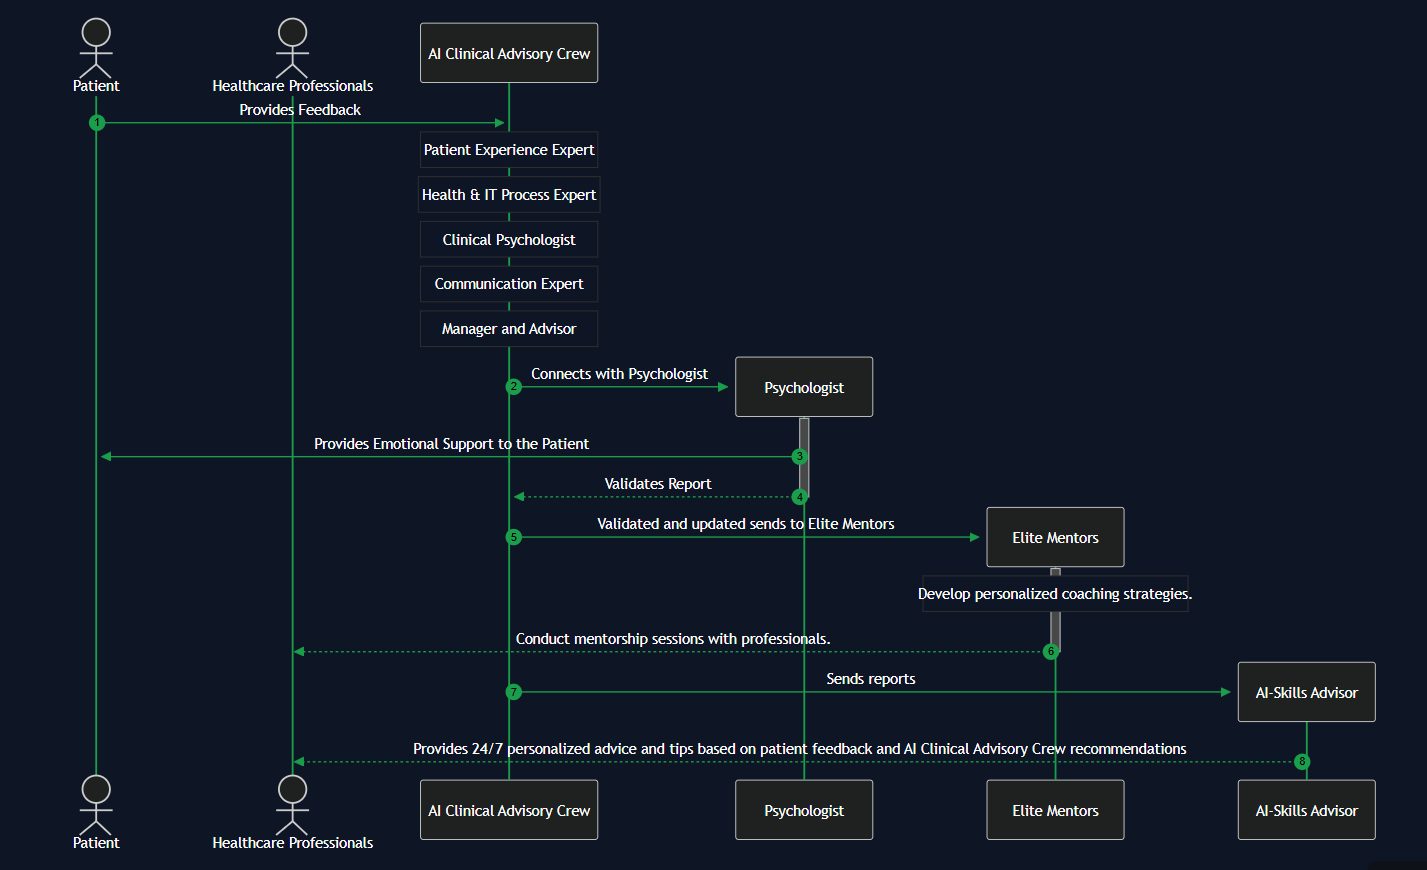 Patient
Healthcare Professionals
AI Clinical Advisory Crew
Provides Feedback
1
Patient Experience Expert
Health & IT Process Expert
Clinical Psychologist
Communication Expert
Manager and Advisor
2
Connects with Psychologist
Psychologist
Provides Emotional Support to the Patient
3
Validates Report
4
Validated and updated sends to Elite Mentors
5
Elite Mentors
Develop personalized coaching strategies.
Conduct mentorship sessions with professionals.
6
Sends reports
7
AI-Skills Advisor
Provides 24/7 personalized advice and tips based on patient feedback and AI Clinical Advisory Crew recommendations
8
Patient
Healthcare Professionals
AI Clinical Advisory Crew
Psychologist
Elite Mentors
AI-Skills Advisor